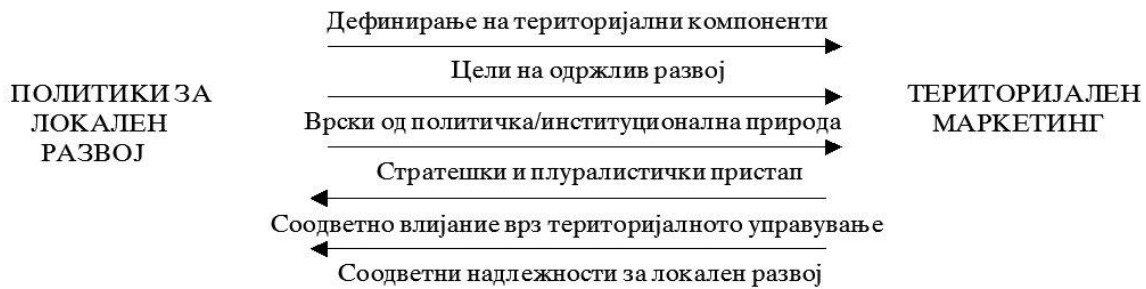 Дефинирање на територијални компоненти
Цели на одржлив развој
ПОЛИТИКИ ЗА
ЛОКАЛЕН
РАЗВОЈ
ТЕРИТОРИЈАЛЕН
МАРКЕТИНГ
Врски од политичка/институционална природа
Стратешки и плуралистички пристап
Соодветно влијание врз територијалното управување
Соодветни надлежности за локален развој